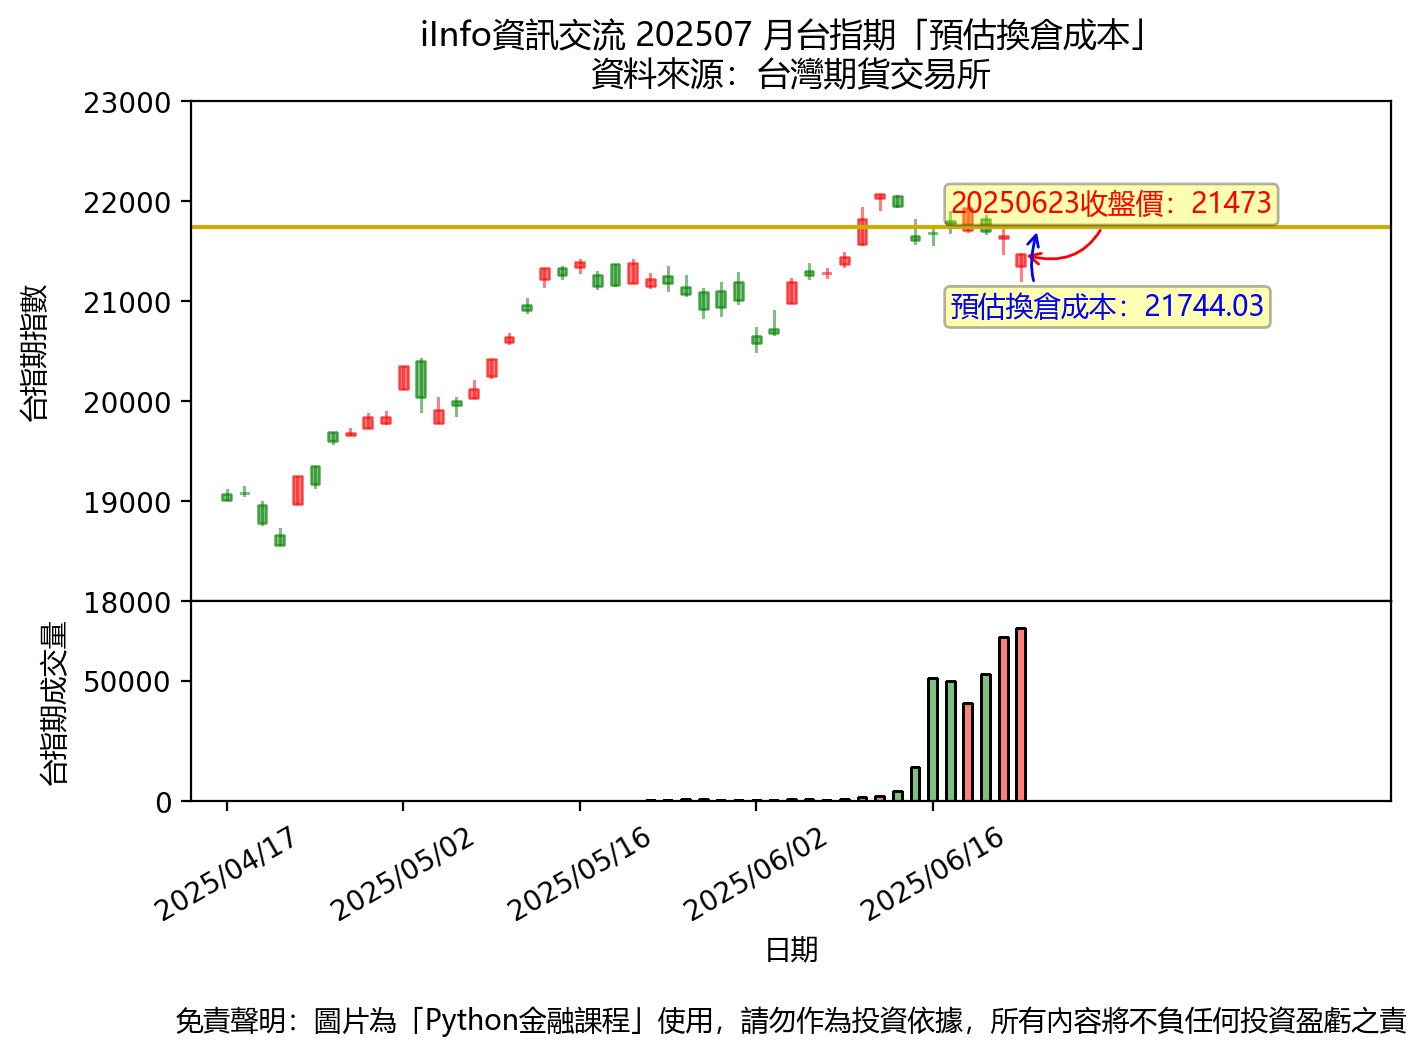 iInfo資訊交流 202507 月台指期「預估換倉成本」
資料來源：台灣期貨交易所
23000
22000
21000
20000
19000
18000
台指期指數
20250623收盤價：21473
預估換倉成本：21744.03
50000
0
台指期成交量
2025/04/17
2025/05/02
2025/05/16
2025/06/02
2025/06/16
日期
免責聲明：圖片為「Python金融課程」使用，請勿作為投資依據，所有內容將不負任何投資盈虧之責